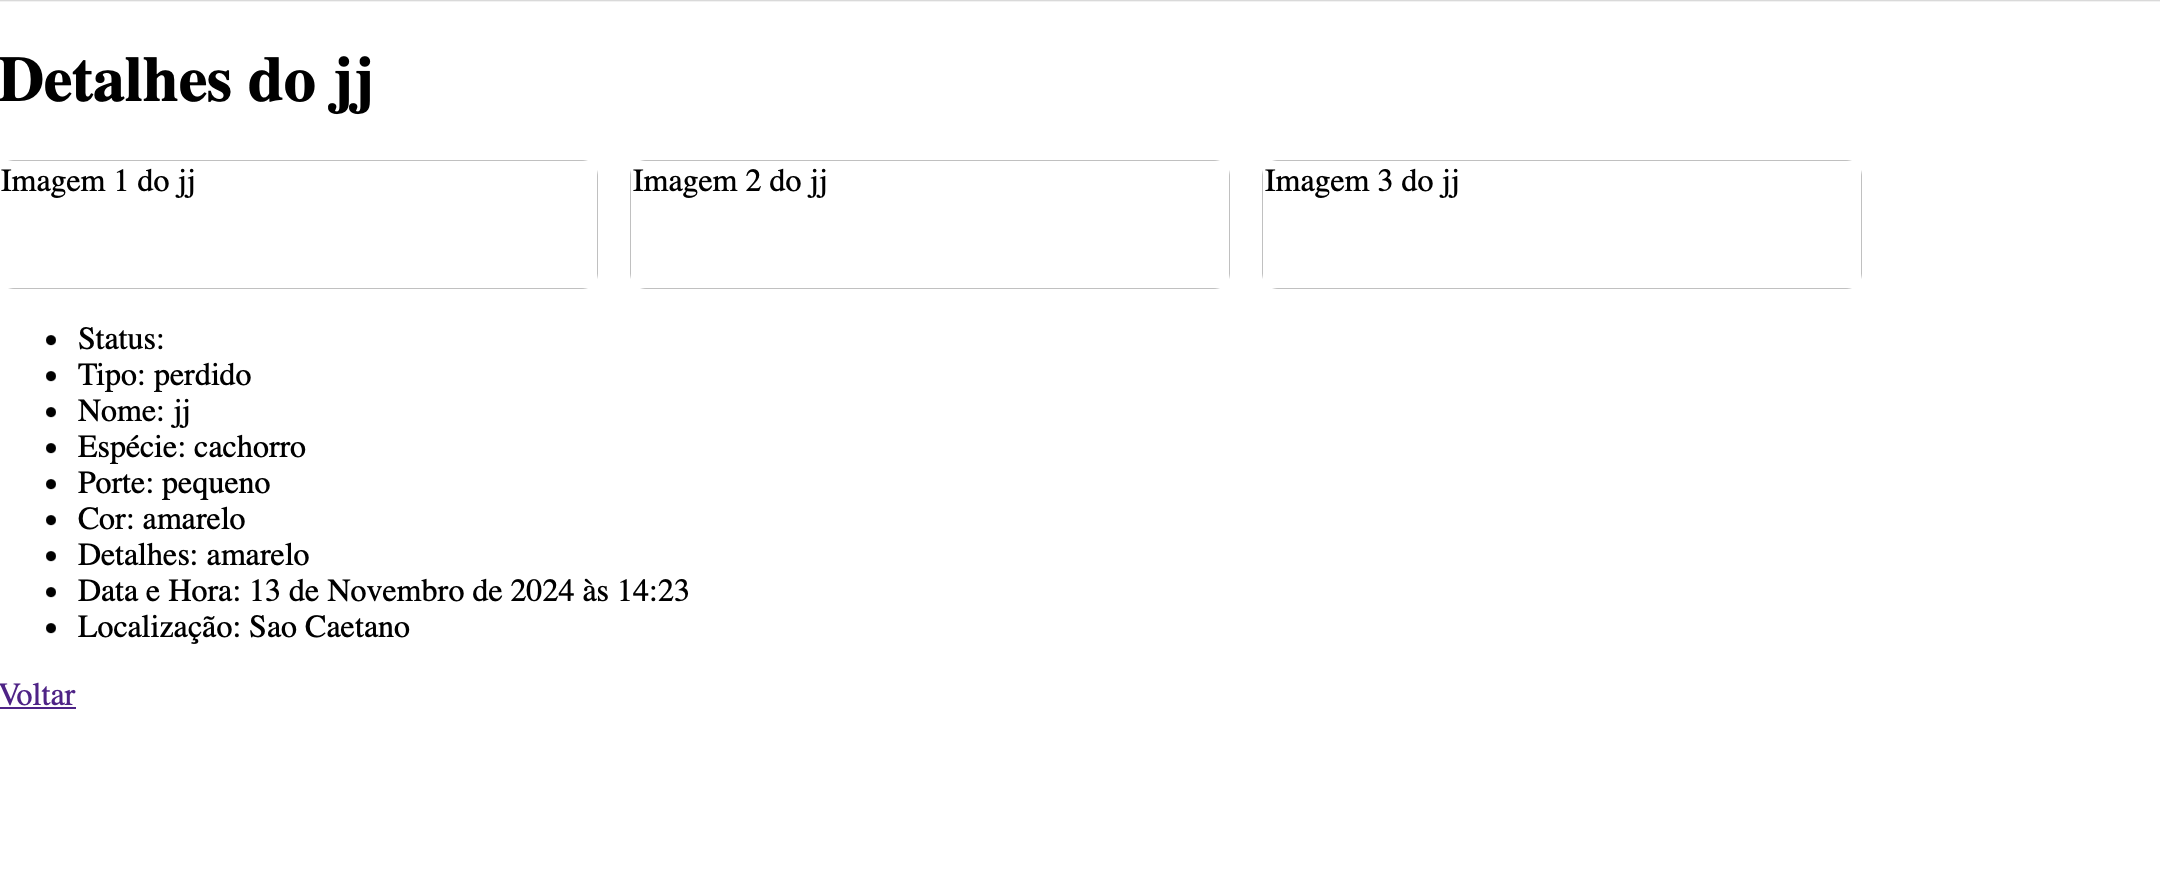 Detalhes do jj
Imagem 1 do jj
Imagem 2 do jj
Imagem 3 do jj
Status:
Tipo: perdido
Nome: jj
Espécie: cachorro
Porte: pequeno
Cor: amarelo
Detalhes: amarelo
Data e Hora: 13 de Novembro de 2024 às 14:23
Localização: Sao Caetano
Voltar